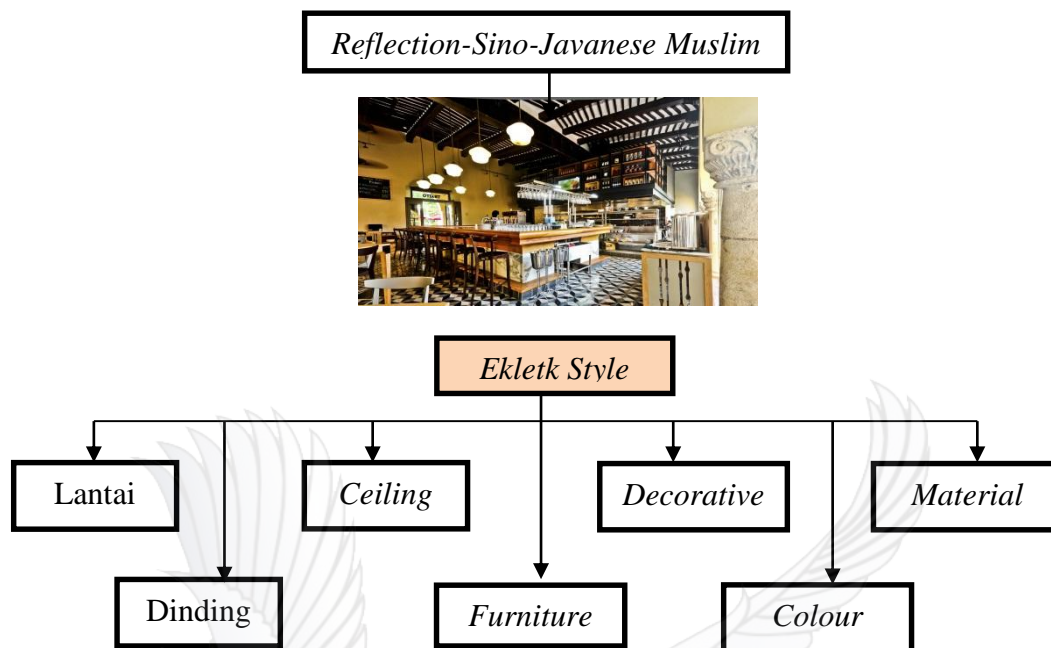 Reflection-Sino-Javanese Muslim
Ekletk Style
Lantai
Ceiling
Decorative
Material
Dinding
Furniture
Colour